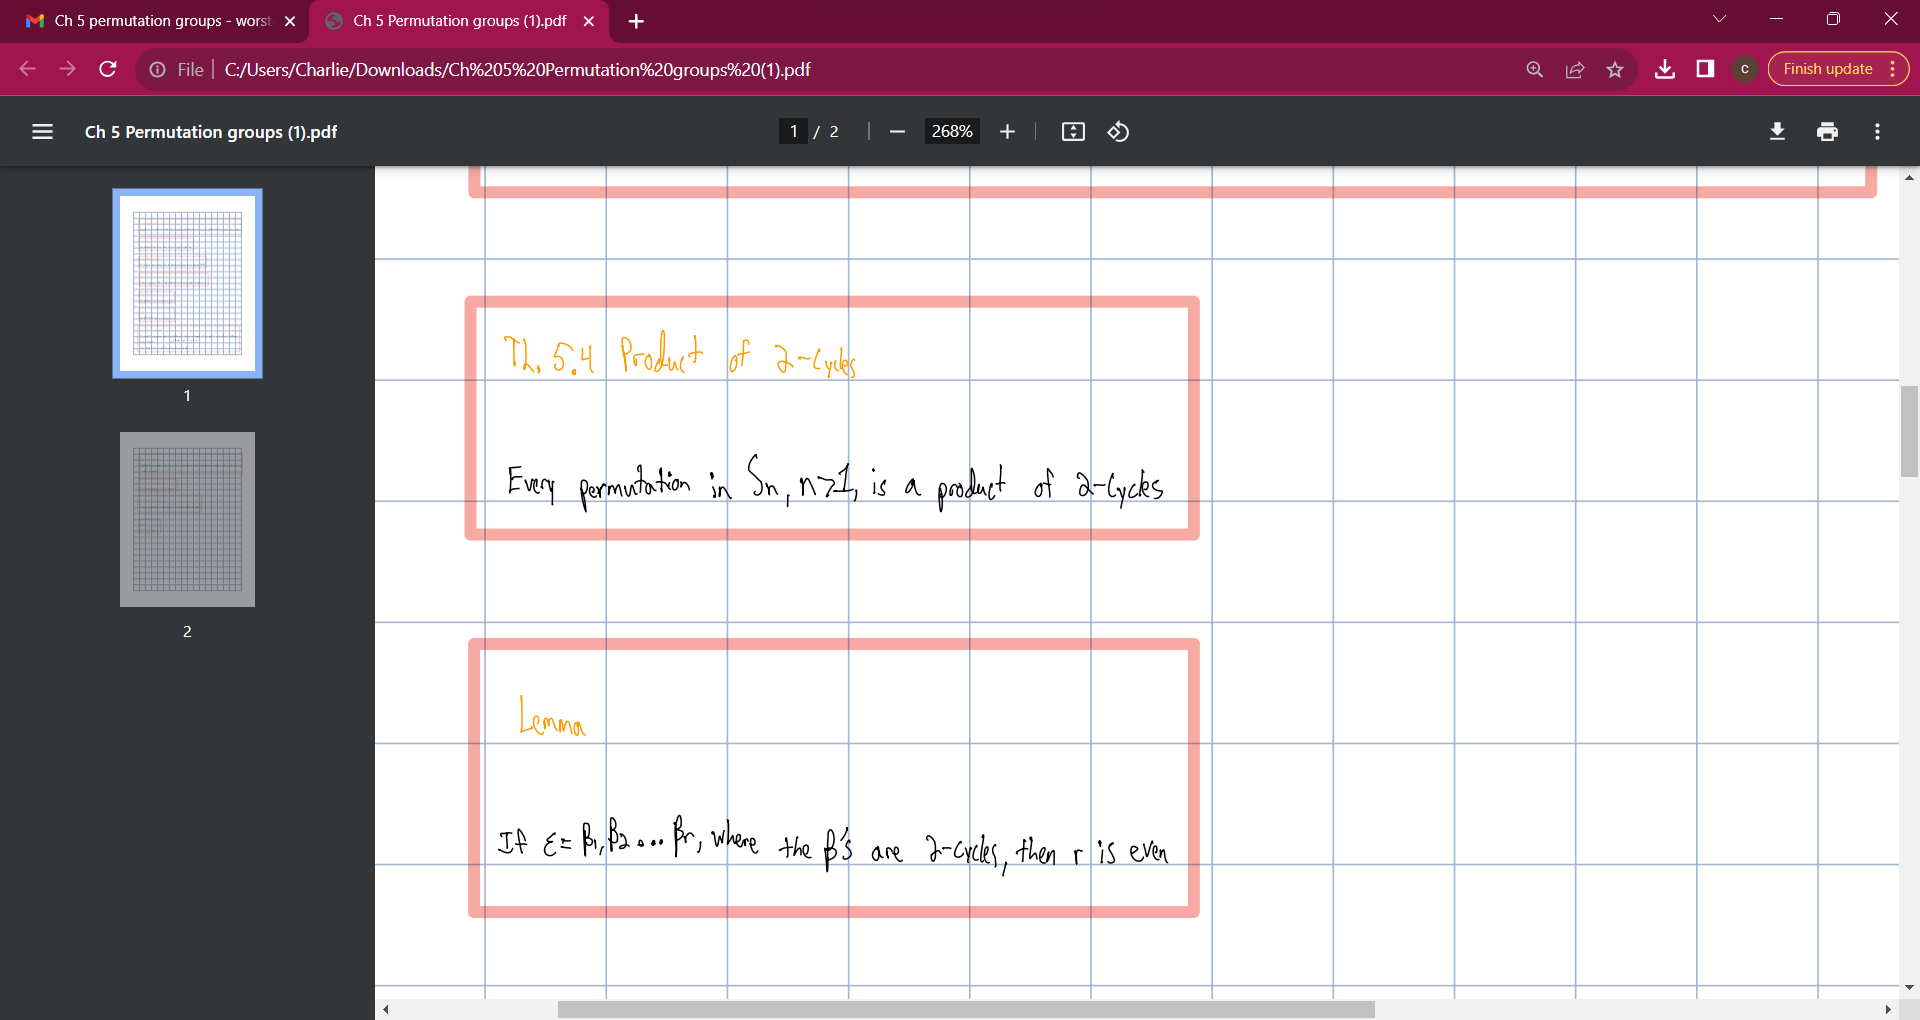 Ch 5 permutation groups - worst
Ch 5 Permutation groups (1).pdf
File
C:/Users/Charlie/Downloads/Ch%205%20Permutation%20groups%20(1).pdf
C
Finish update
Ch 5 Permutation groups (1).pdf
1 / 2
268%
1
2
Th. 5.4 Product of 2-Cycles
Every permutation in Sn, n>1, is a product of 2-Cycles
Lemma
If ε= β1, β2 ... βr, where the β's are 2-cycles, then r is even